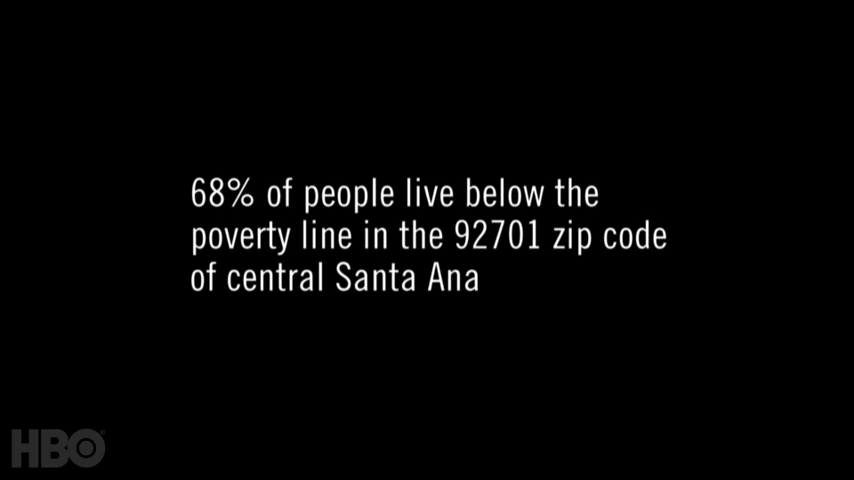 68% of people live below the
poverty line in the 92701 zip code
of central Santa Ana
HBO